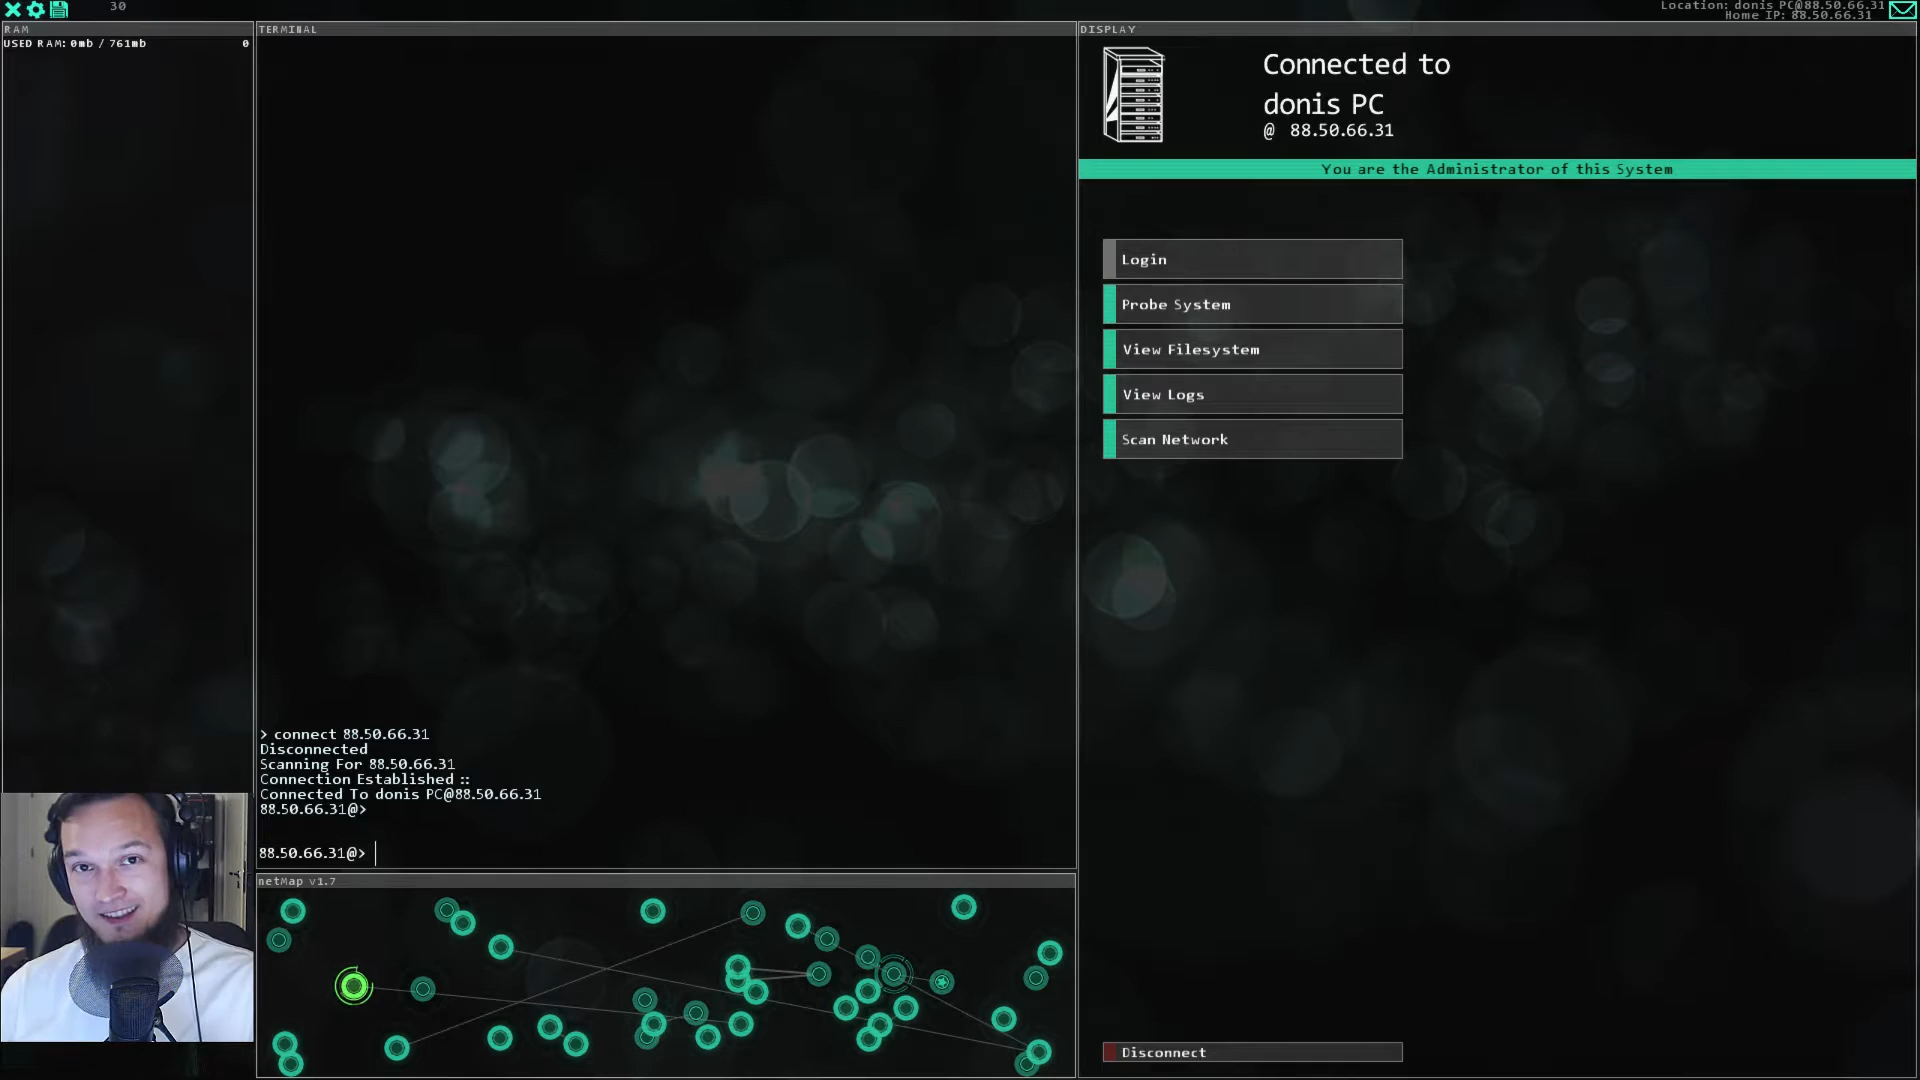 30
Location: donis PC@88.50.66.31
Home IP: 88.50.66.31
RAM
USED RAM: 0mb / 761mb
0
TERMINAL
> connect 88.50.66.31
Disconnected
Scanning For 88.50.66.31
Connection Established ::
Connected To donis PC@88.50.66.31
88.50.66.31@>
88.50.66.31@>
netMap v1.7
DISPLAY
Connected to
donis PC
@ 88.50.66.31
You are the Administrator of this System
Login
Probe System
View Filesystem
View Logs
Scan Network
Disconnect